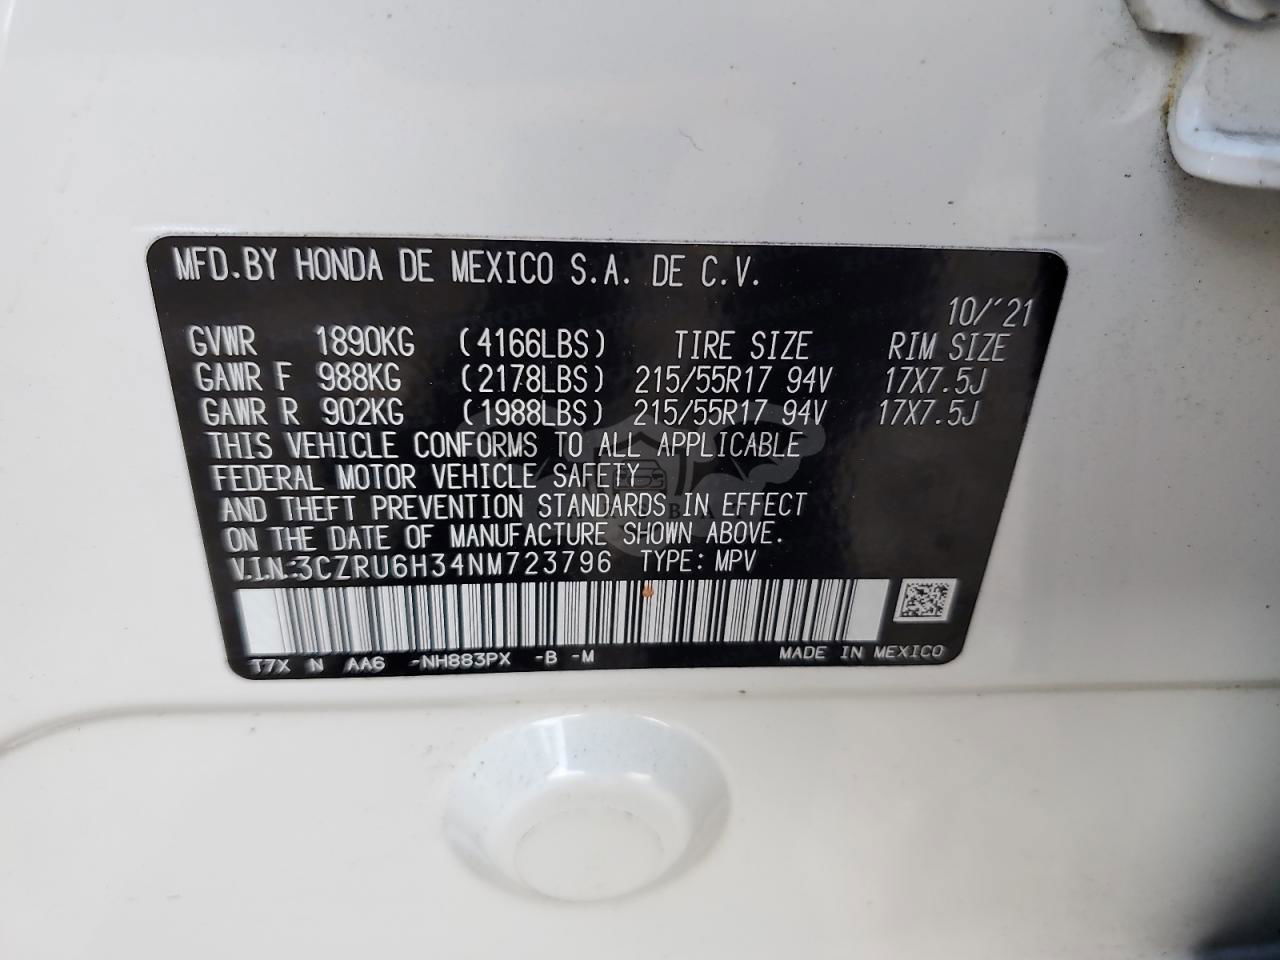 MFD.BY HONDA DE MEXICO S.A. DE C.V.
10/'21
GVWR 1890KG (4166LBS) TIRE SIZE RIM SIZE
GAWR F 988KG (2178LBS) 215/55R17 94V 17X7.5J
GAWR R 902KG (1988LBS) 215/55R17 94V 17X7.5J
THIS VEHICLE CONFORMS TO ALL APPLICABLE
FEDERAL MOTOR VEHICLE SAFETY
AND THEFT PREVENTION STANDARDS IN EFFECT
ON THE DATE OF MANUFACTURE SHOWN ABOVE.
V.I.N:3CZRU6H34NM723796 TYPE: MPV
T7X N AA6 -NH883PX -B -M MADE IN MEXICO